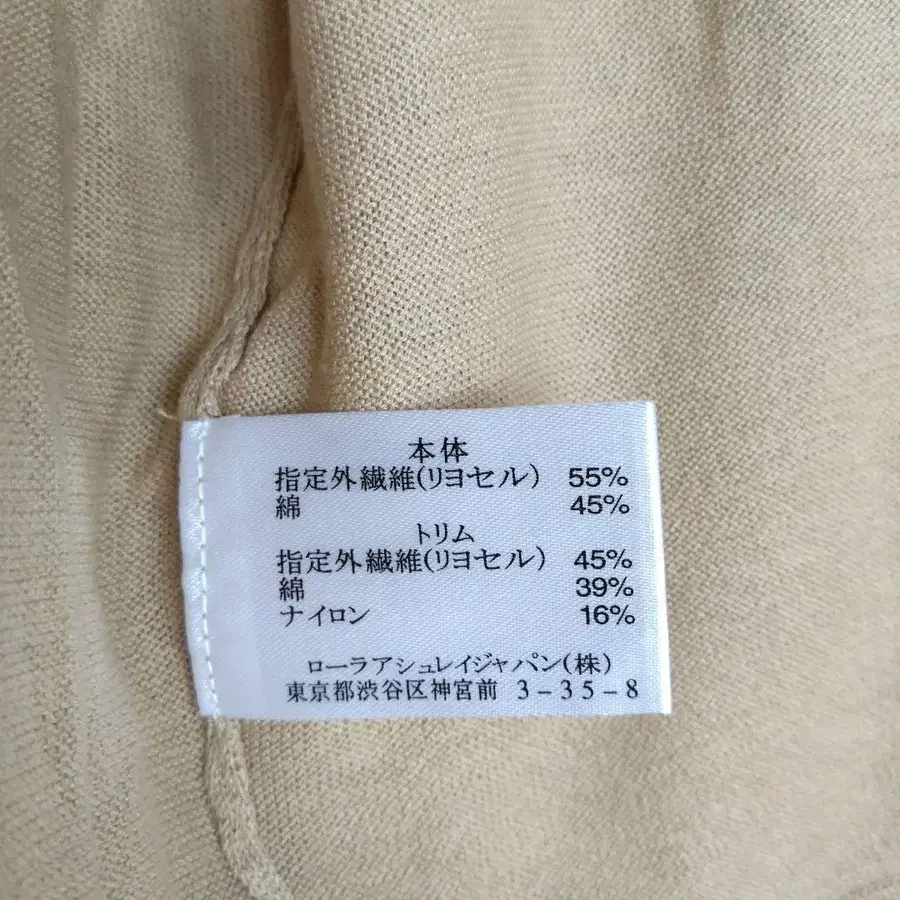 本体
指定外繊維(リヨセル) 55%
綿 45%
トリム
指定外繊維(リヨセル) 45%
綿 39%
ナイロン 16%
ローラアシュレイジャパン(株)
東京都渋谷区神宮前 3-35-8